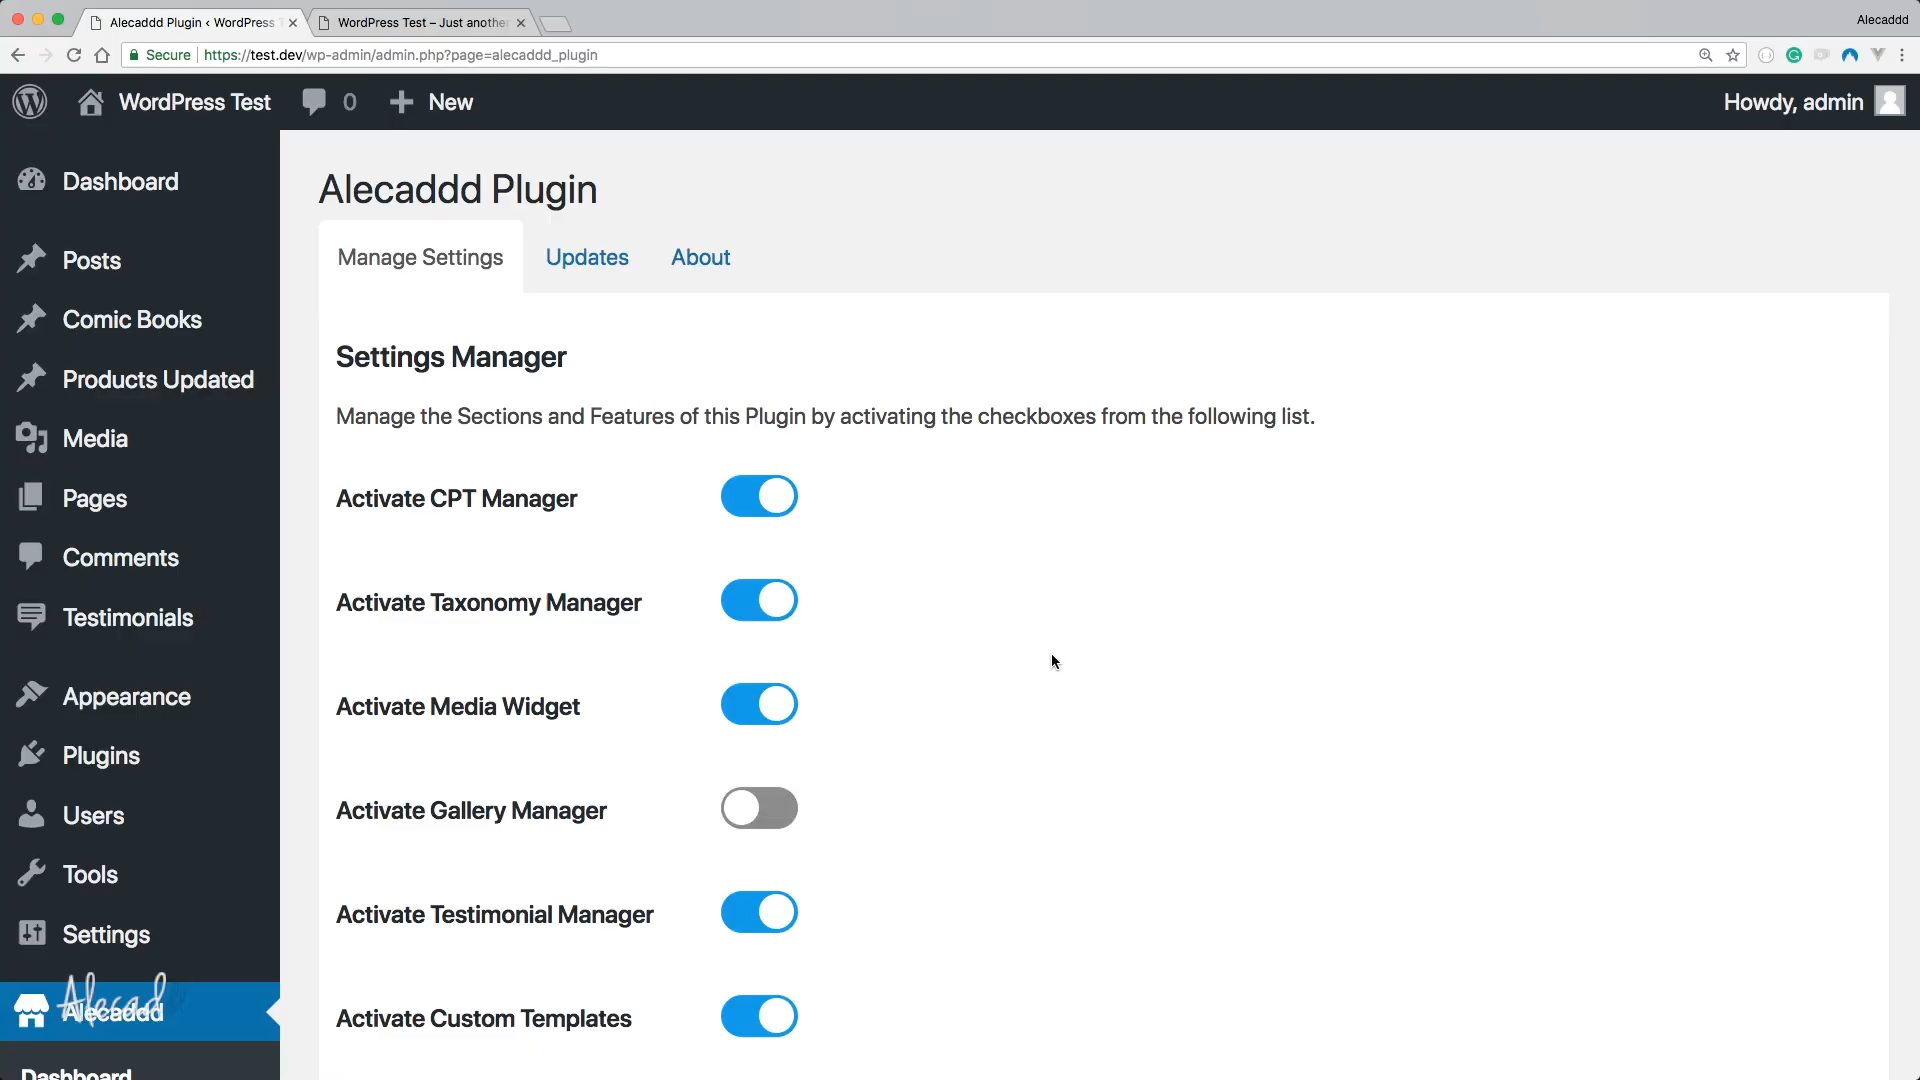 Alecaddd Plugin ‹ WordPress T
WordPress Test – Just another
Alecaddd
Secure
https://test.dev/wp-admin/admin.php?page=alecaddd_plugin
WordPress Test
0
New
Howdy, admin
Dashboard
Posts
Comic Books
Products Updated
Media
Pages
Comments
Testimonials
Appearance
Plugins
Users
Tools
Settings
Alecaddd
Alecad
Dashboard
Alecaddd Plugin
Manage Settings
Updates
About
Settings Manager
Manage the Sections and Features of this Plugin by activating the checkboxes from the following list.
Activate CPT Manager
Activate Taxonomy Manager
Activate Media Widget
Activate Gallery Manager
Activate Testimonial Manager
Activate Custom Templates